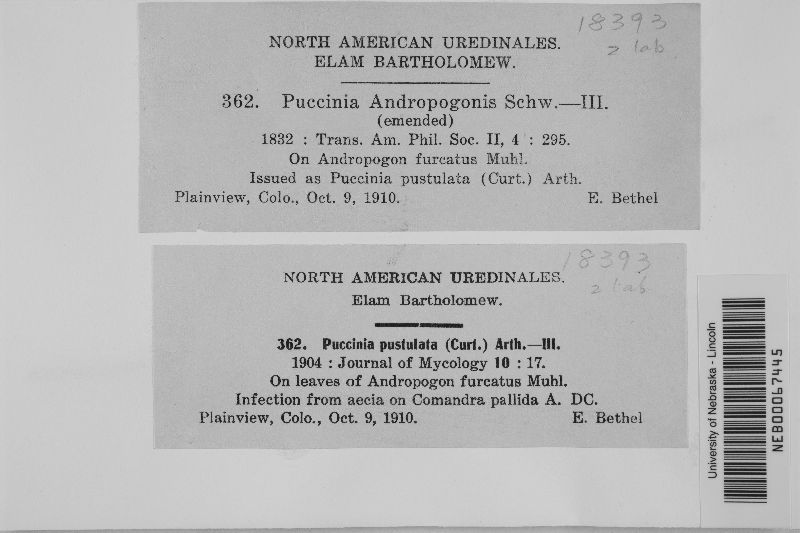 18393
2 lab
NORTH AMERICAN UREDINALES.
ELAM BARTHOLOMEW.
362. Puccinia Andropogonis Schw.—III.
(emended)
1832 : Trans. Am. Phil. Soc. II, 4 : 295.
On Andropogon furcatus Muhl.
Issued as Puccinia pustulata (Curt.) Arth.
Plainview, Colo., Oct. 9, 1910. E. Bethel
18393
2 lab
NORTH AMERICAN UREDINALES.
Elam Bartholomew.
362. Puccinia pustulata (Curt.) Arth.—III.
1904 : Journal of Mycology 10 : 17.
On leaves of Andropogon furcatus Muhl.
Infection from aecia on Comandra pallida A. DC.
Plainview, Colo., Oct. 9, 1910. E. Bethel
University of Nebraska - Lincoln
NEB00067445